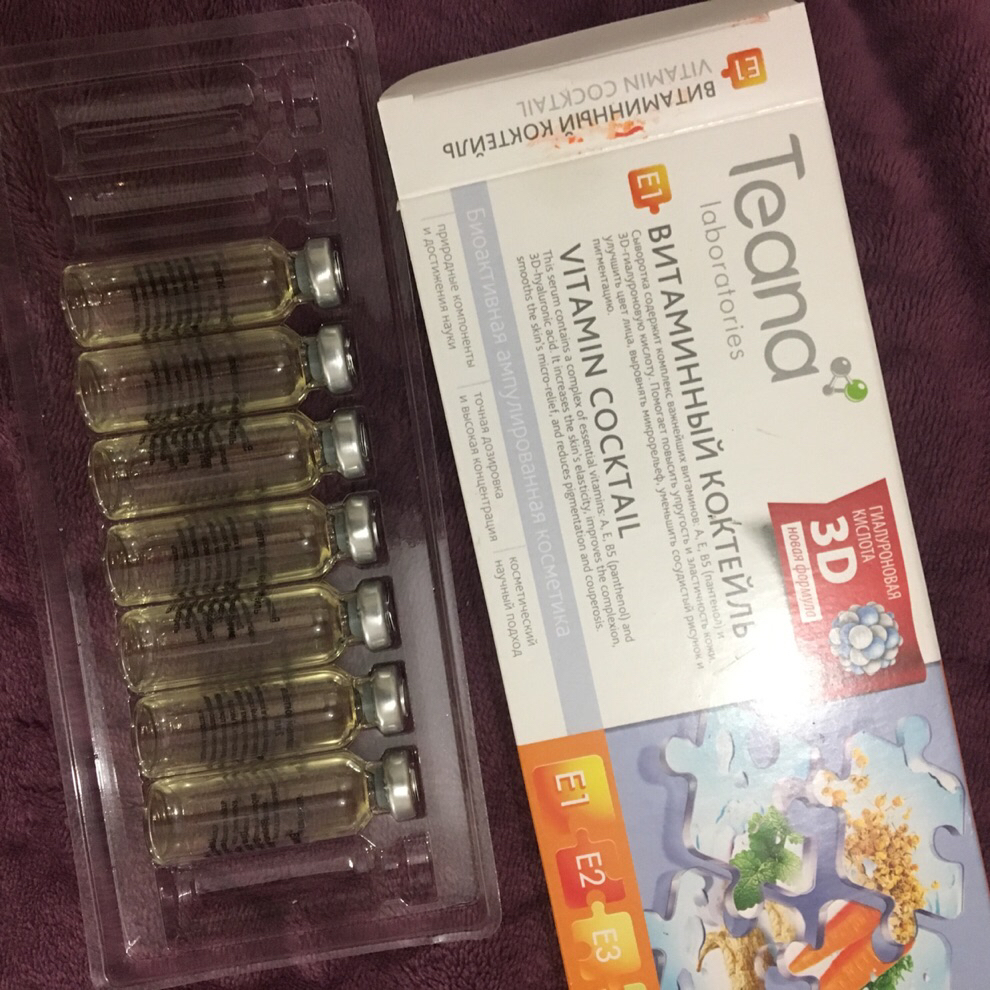 E1
ВИТАМИННЫЙ КОКТЕЙЛЬ
VITAMIN COCKTAIL
Teana
laboratories
ГИАЛУРОНОВАЯ
КИСЛОТА
3D
новая формула
E1 ВИТАМИННЫЙ КОКТЕЙЛЬ
Сыворотка содержит комплекс важнейших витаминов: А, Е, В5 (пантенол) и
3D-гиалуроновую кислоту. Помогает повысить упругость и эластичность кожи,
улучшить цвет лица, выровнять микрорельеф, уменьшить сосудистый рисунок и
пигментацию.
VITAMIN COCKTAIL
This serum contains a complex of essential vitamins: A, E, B5 (panthenol) and
3D-hyaluronic acid. It increases the skin's elasticity, improves the complexion,
smooths the skin's micro-relief, and reduces pigmentation and couperosis.
Биоактивная ампулированная косметика
природные компоненты
и достижения науки
точная дозировка
и высокая концентрация
косметический
научный подход
E1
E2
E3